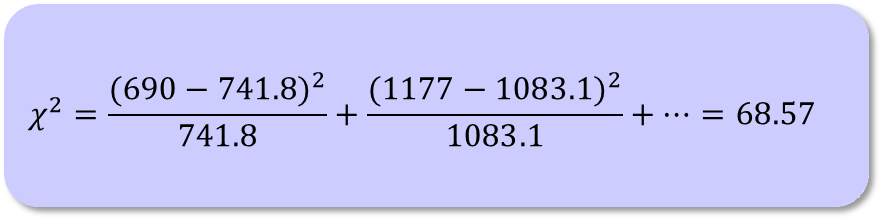 χ² = (690 − 741.8)²/741.8 + (1177 − 1083.1)²/1083.1 + ⋯ = 68.57